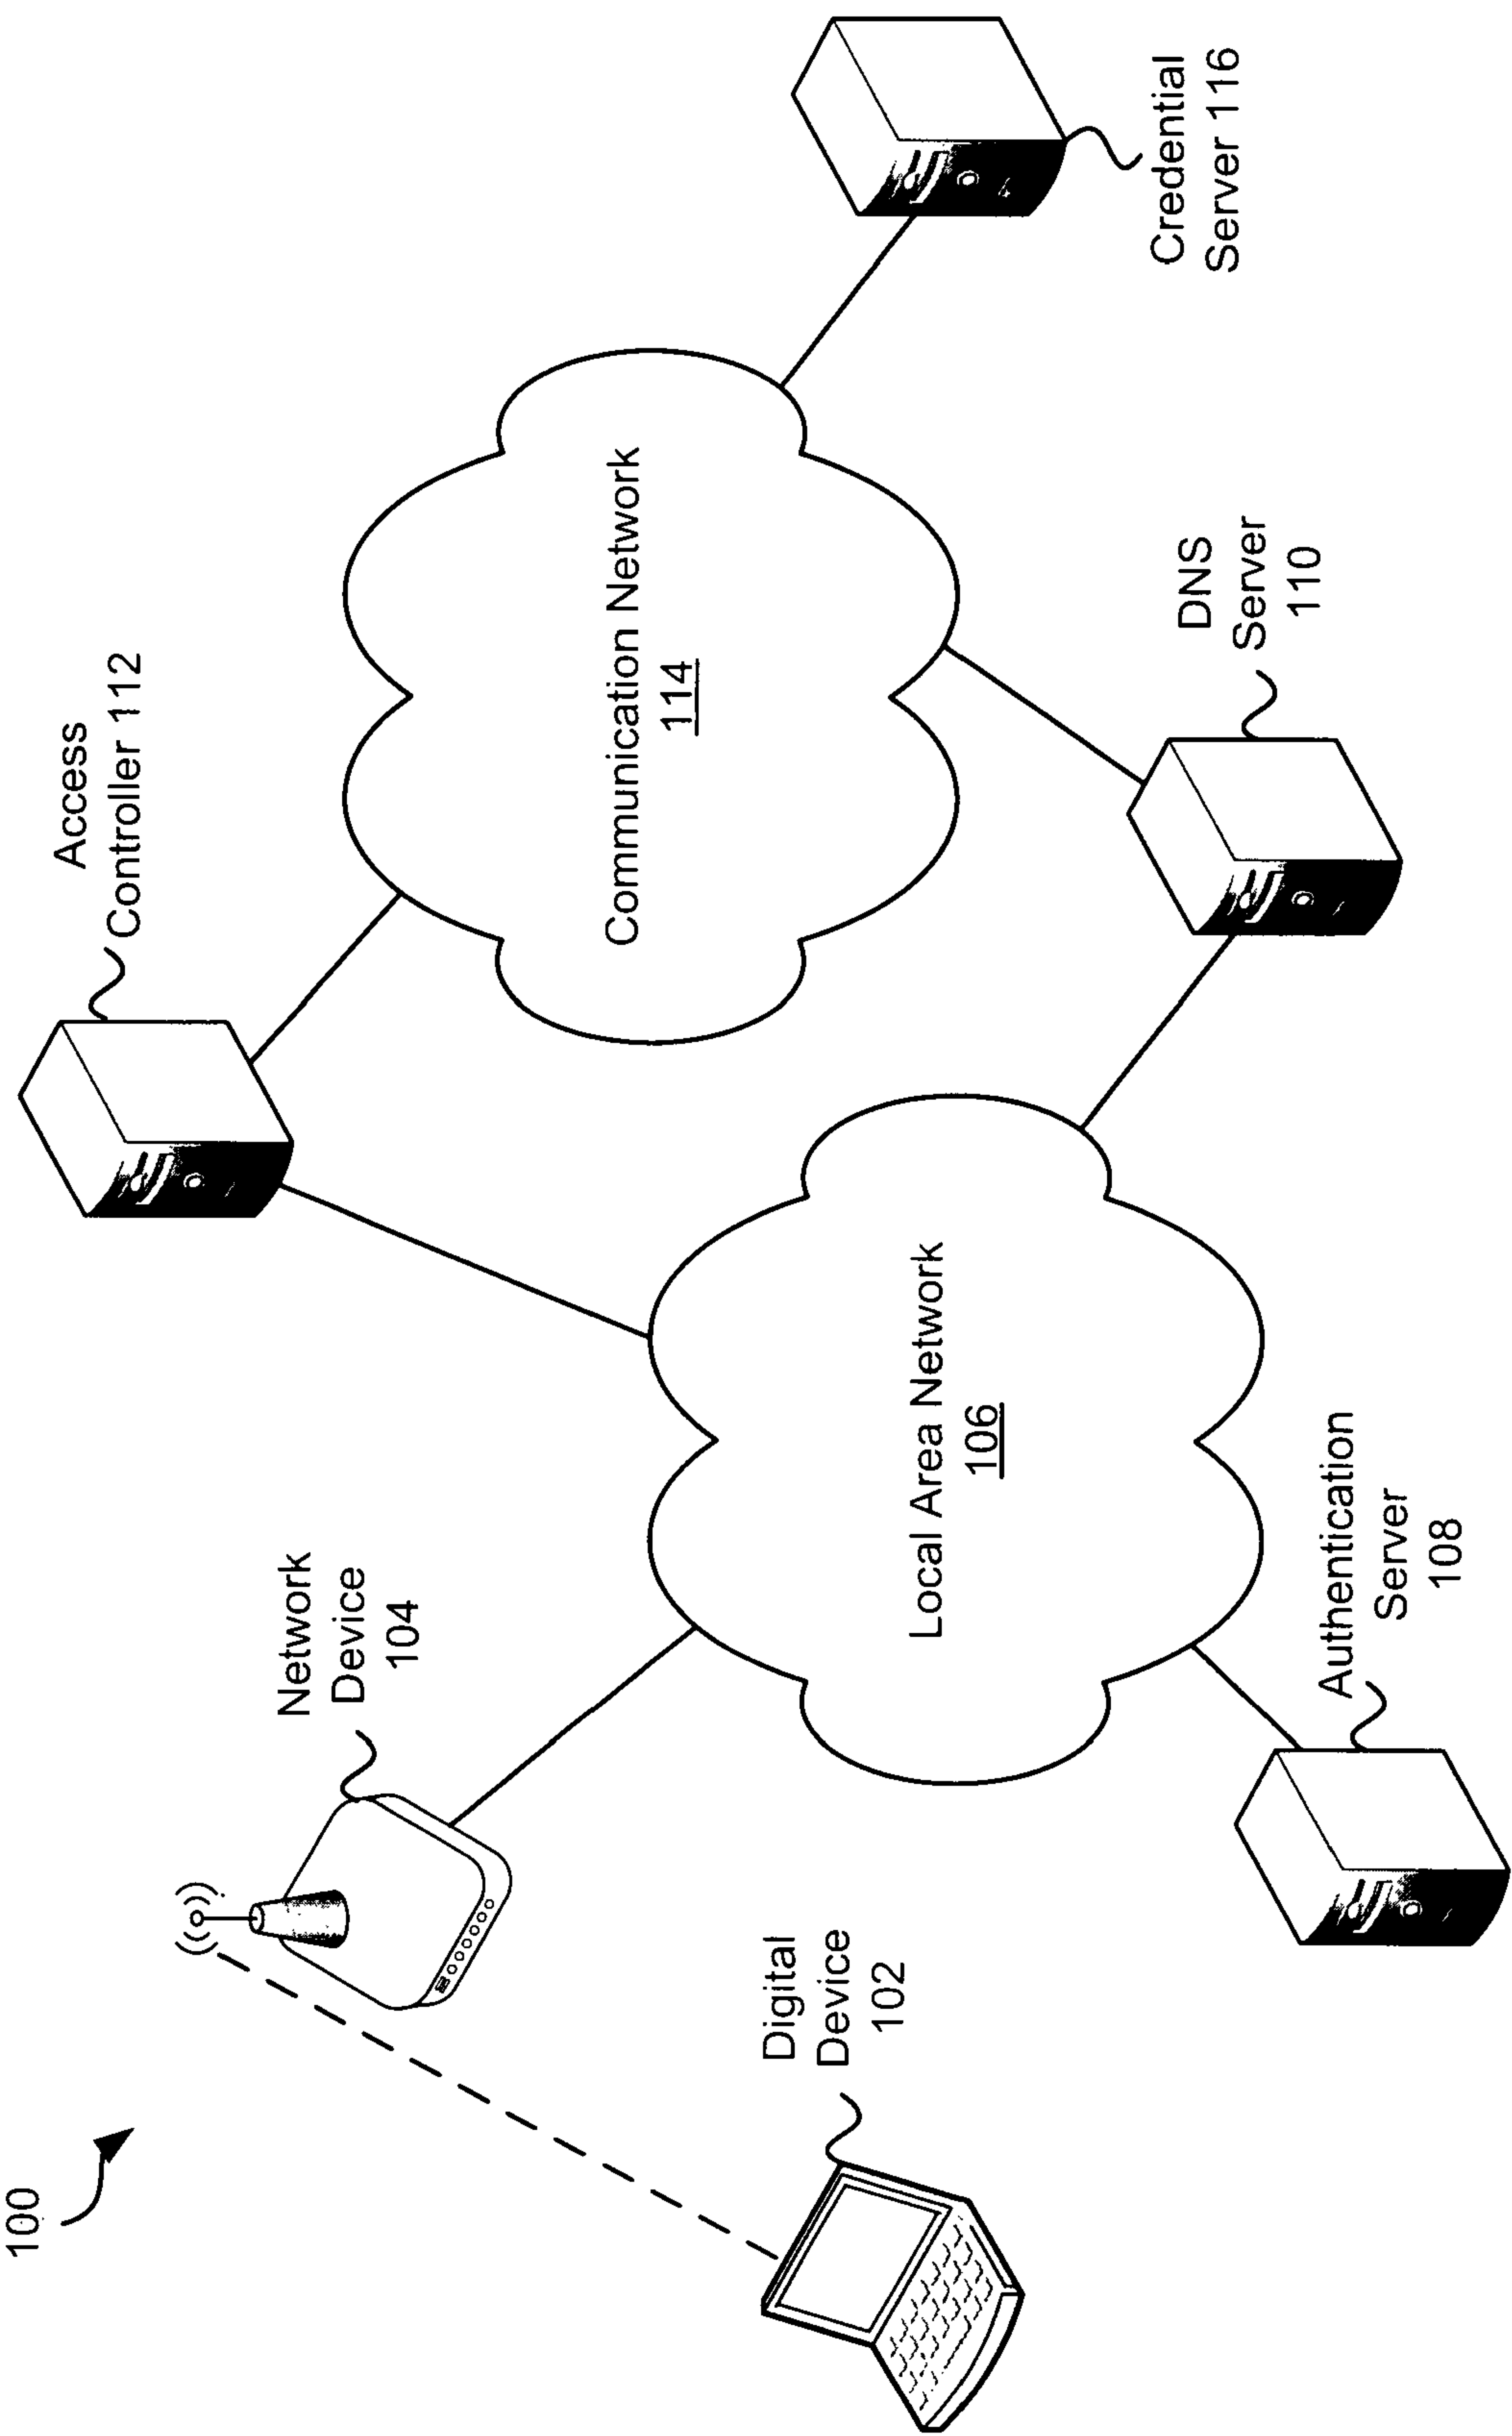 100
Digital
Device
102
Network
Device
104
Access
Controller 112
Local Area Network
106
Communication Network
114
Authentication
Server
108
DNS
Server
110
Credential
Server 116